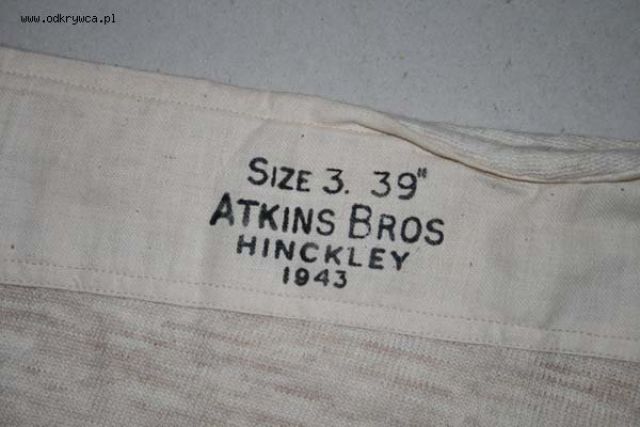 www.odkrywca.pl
SIZE 3. 39"
ATKINS BROS
HINCKLEY
1943